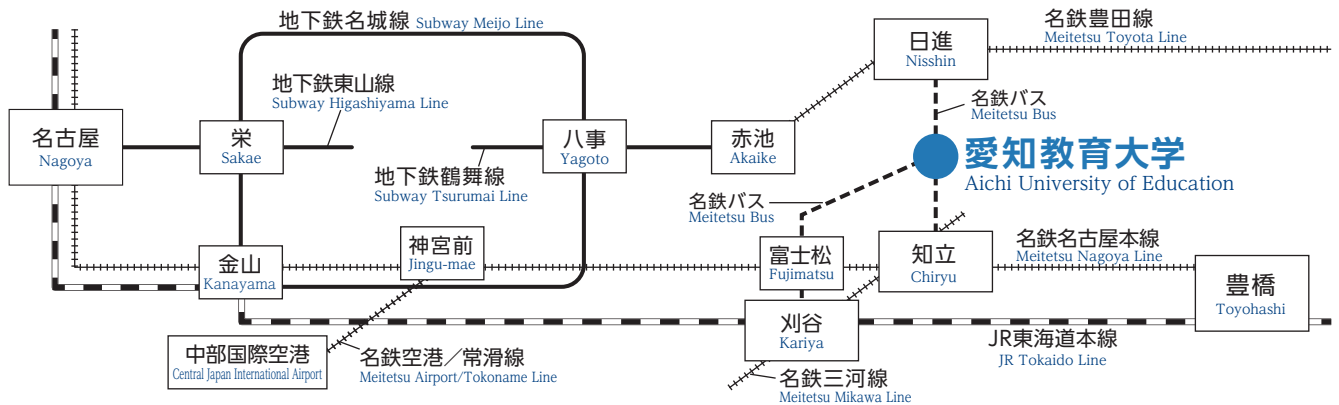 地下鉄名城線 Subway Meijo Line
名鉄豊田線
Meitetsu Toyota Line
日進
Nisshin
地下鉄東山線
Subway Higashiyama Line
名鉄バス
Meitetsu Bus
名古屋
Nagoya
栄
Sakae
八事
Yagoto
赤池
Akaike
愛知教育大学
Aichi University of Education
地下鉄鶴舞線
Subway Tsurumai Line
名鉄バス
Meitetsu Bus
金山
Kanayama
神宮前
Jingu-mae
富士松
Fujimatsu
知立
Chiryu
名鉄名古屋本線
Meitetsu Nagoya Line
豊橋
Toyohashi
刈谷
Kariya
JR東海道本線
JR Tokaido Line
中部国際空港
Central Japan International Airport
名鉄空港／常滑線
Meitetsu Airport/Tokoname Line
名鉄三河線
Meitetsu Mikawa Line